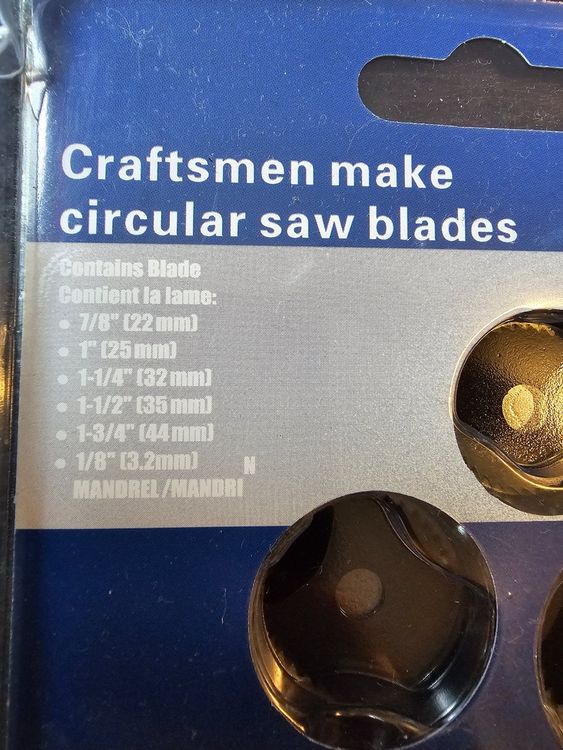 Craftsmen make
circular saw blades
Contains Blade
Contient la lame:
• 7/8" (22mm)
• 1" (25mm)
• 1-1/4" (32mm)
• 1-1/2" (35mm)
• 1-3/4" (44mm)
• 1/8" (3.2mm)
N
MANDREL/MANDRI